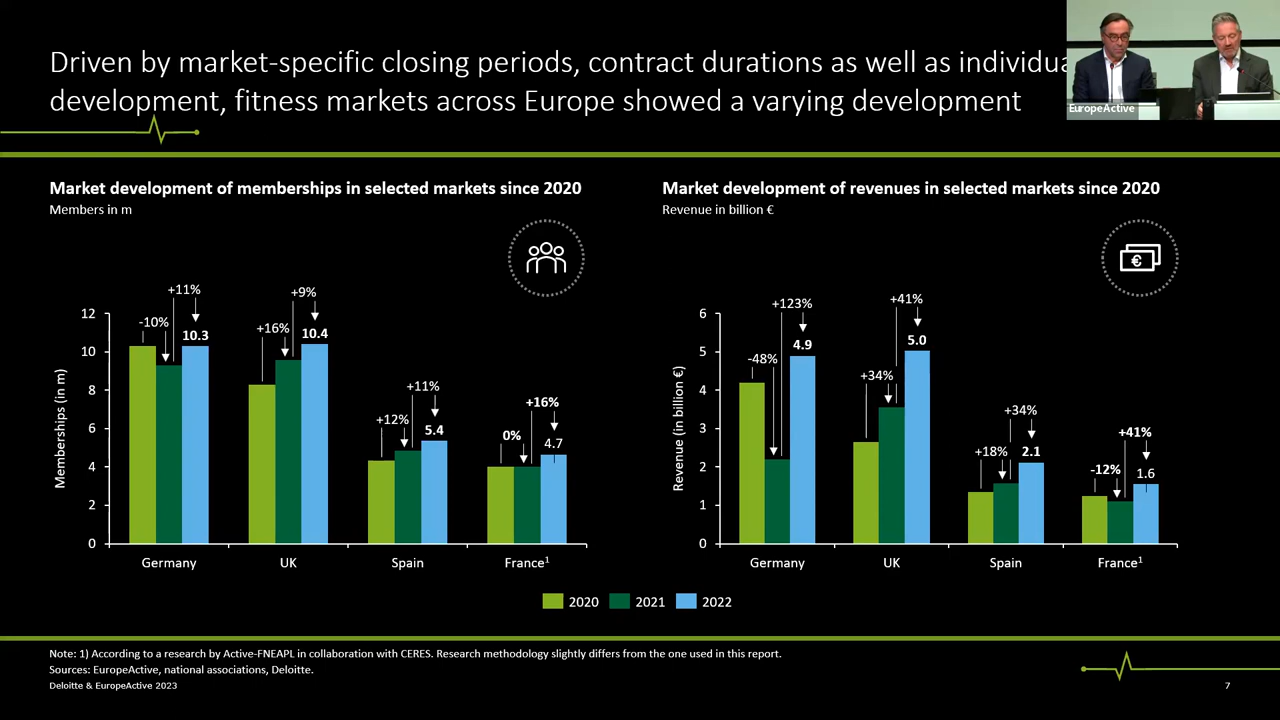 Driven by market-specific closing periods, contract durations as well as individua
development, fitness markets across Europe showed a varying development
EuropeActive
Market development of memberships in selected markets since 2020
Members in m
Market development of revenues in selected markets since 2020
Revenue in billion €
€
Memberships (in m)
12
10
8
6
4
2
0
-10%
+11%
10.3
+16%
+9%
10.4
+12%
+11%
5.4
0%
+16%
4.7
Germany
UK
Spain
France1
Revenue (in billion €)
6
5
4
3
2
1
0
-48%
+123%
4.9
+34%
+41%
5.0
+18%
+34%
2.1
-12%
+41%
1.6
Germany
UK
Spain
France1
2020
2021
2022
Note: 1) According to a research by Active-FNEAPL in collaboration with CERES. Research methodology slightly differs from the one used in this report.
Sources: EuropeActive, national associations, Deloitte.
Deloitte & EuropeActive 2023
7